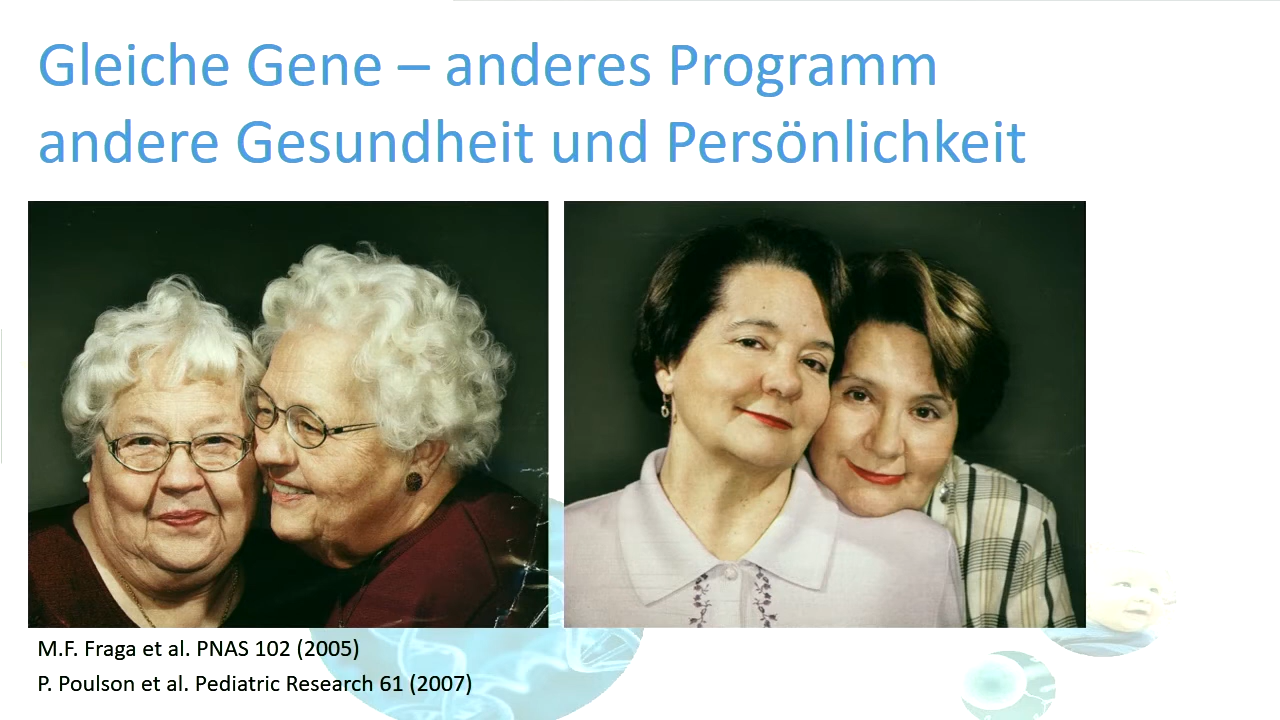 Gleiche Gene – anderes Programm
andere Gesundheit und Persönlichkeit
M.F. Fraga et al. PNAS 102 (2005)
P. Poulson et al. Pediatric Research 61 (2007)